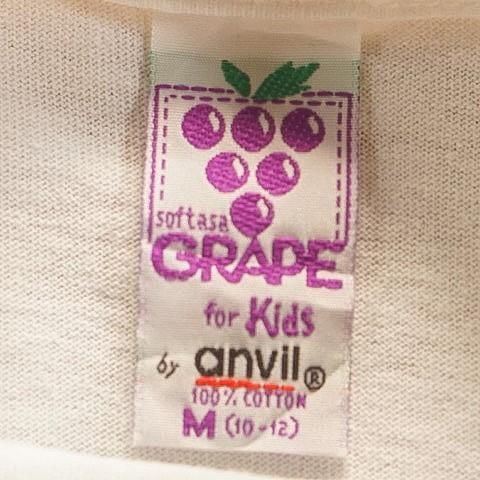 softasa
GRAPE
for Kids
by anvil®
100% COTTON
M (10-12)